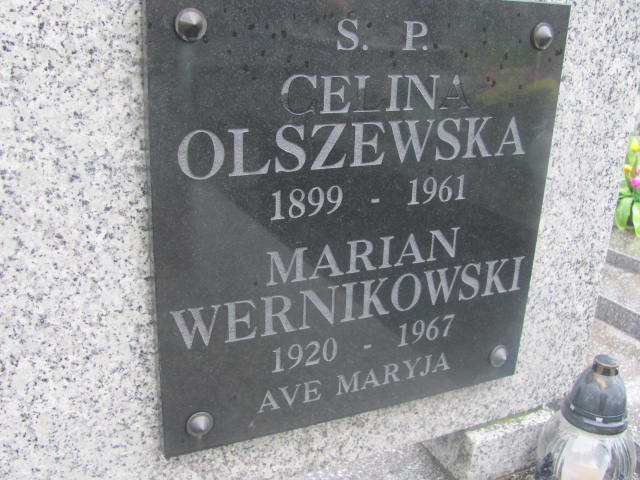 Ś. P.
CELINA
OLSZEWSKA
1899 - 1961
MARIAN
WERNIKOWSKI
1920 - 1967
AVE MARYJA